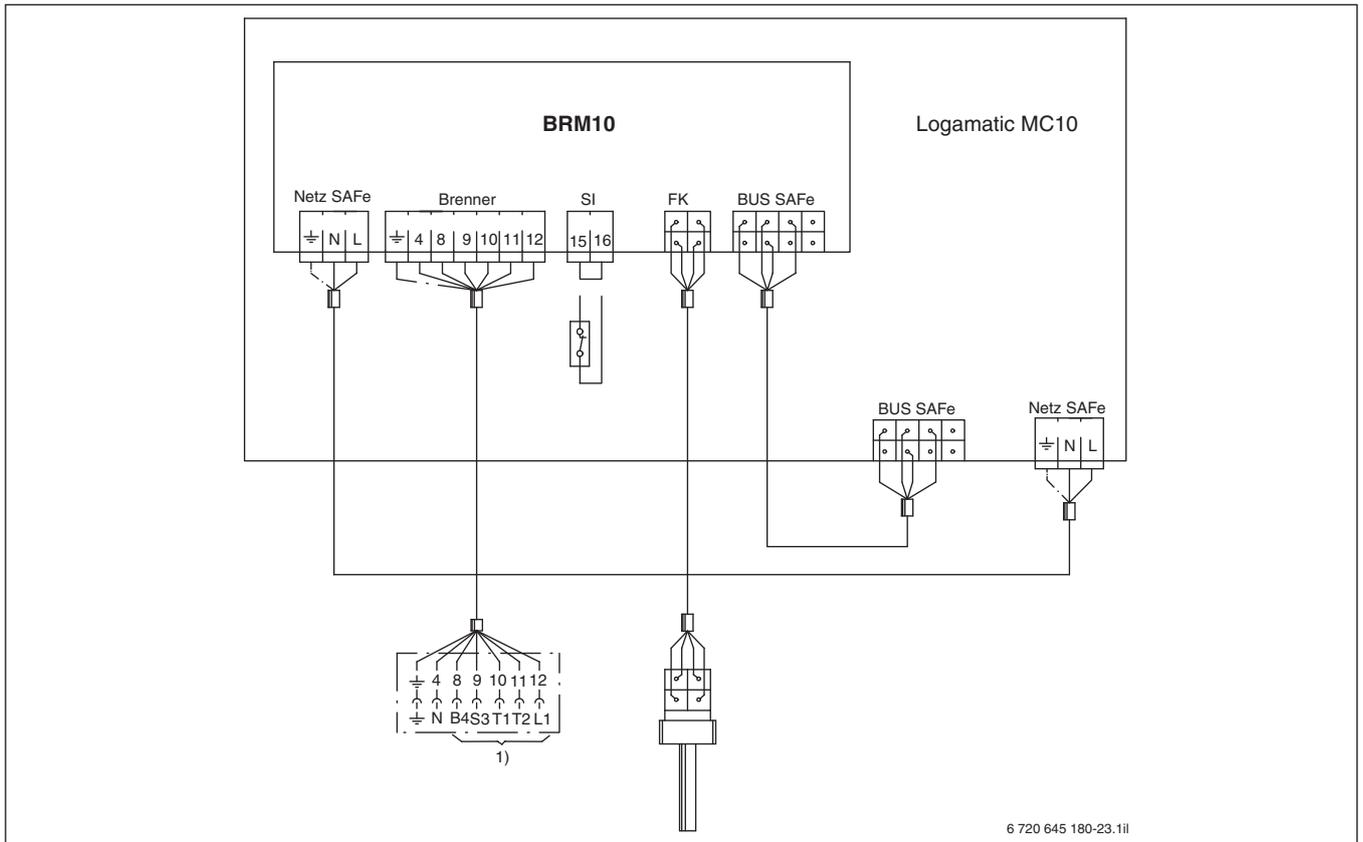 BRM10
Logamatic MC10
Netz SAFe
Brenner
SI
FK
BUS SAFe
N L
4 8 9 10 11 12
15 16
BUS SAFe
Netz SAFe
N L
4 8 9 10 11 12
N B4 S3 T1 T2 L1
1)
6 720 645 180-23.1il